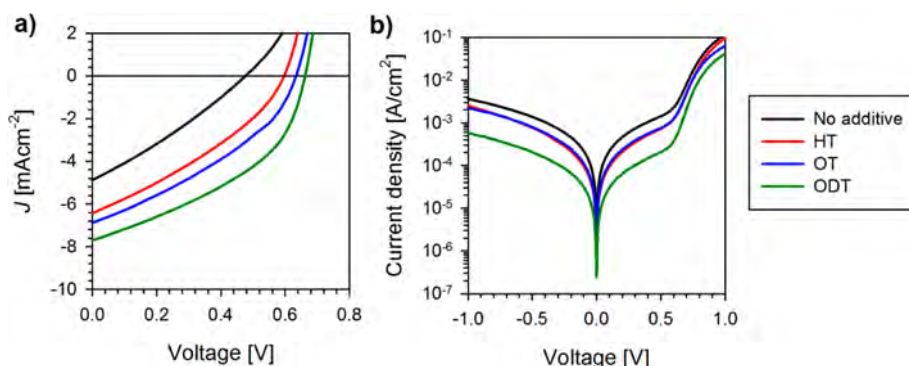 a)
2
0
-2
-4
-6
-8
-10
J [mAcm-2]
0.0 0.2 0.4 0.6 0.8
Voltage [V]
b)
10-1
10-2
10-3
10-4
10-5
10-6
10-7
Current density [A/cm2]
-1.0 -0.5 0.0 0.5 1.0
Voltage [V]
No additive
HT
OT
ODT